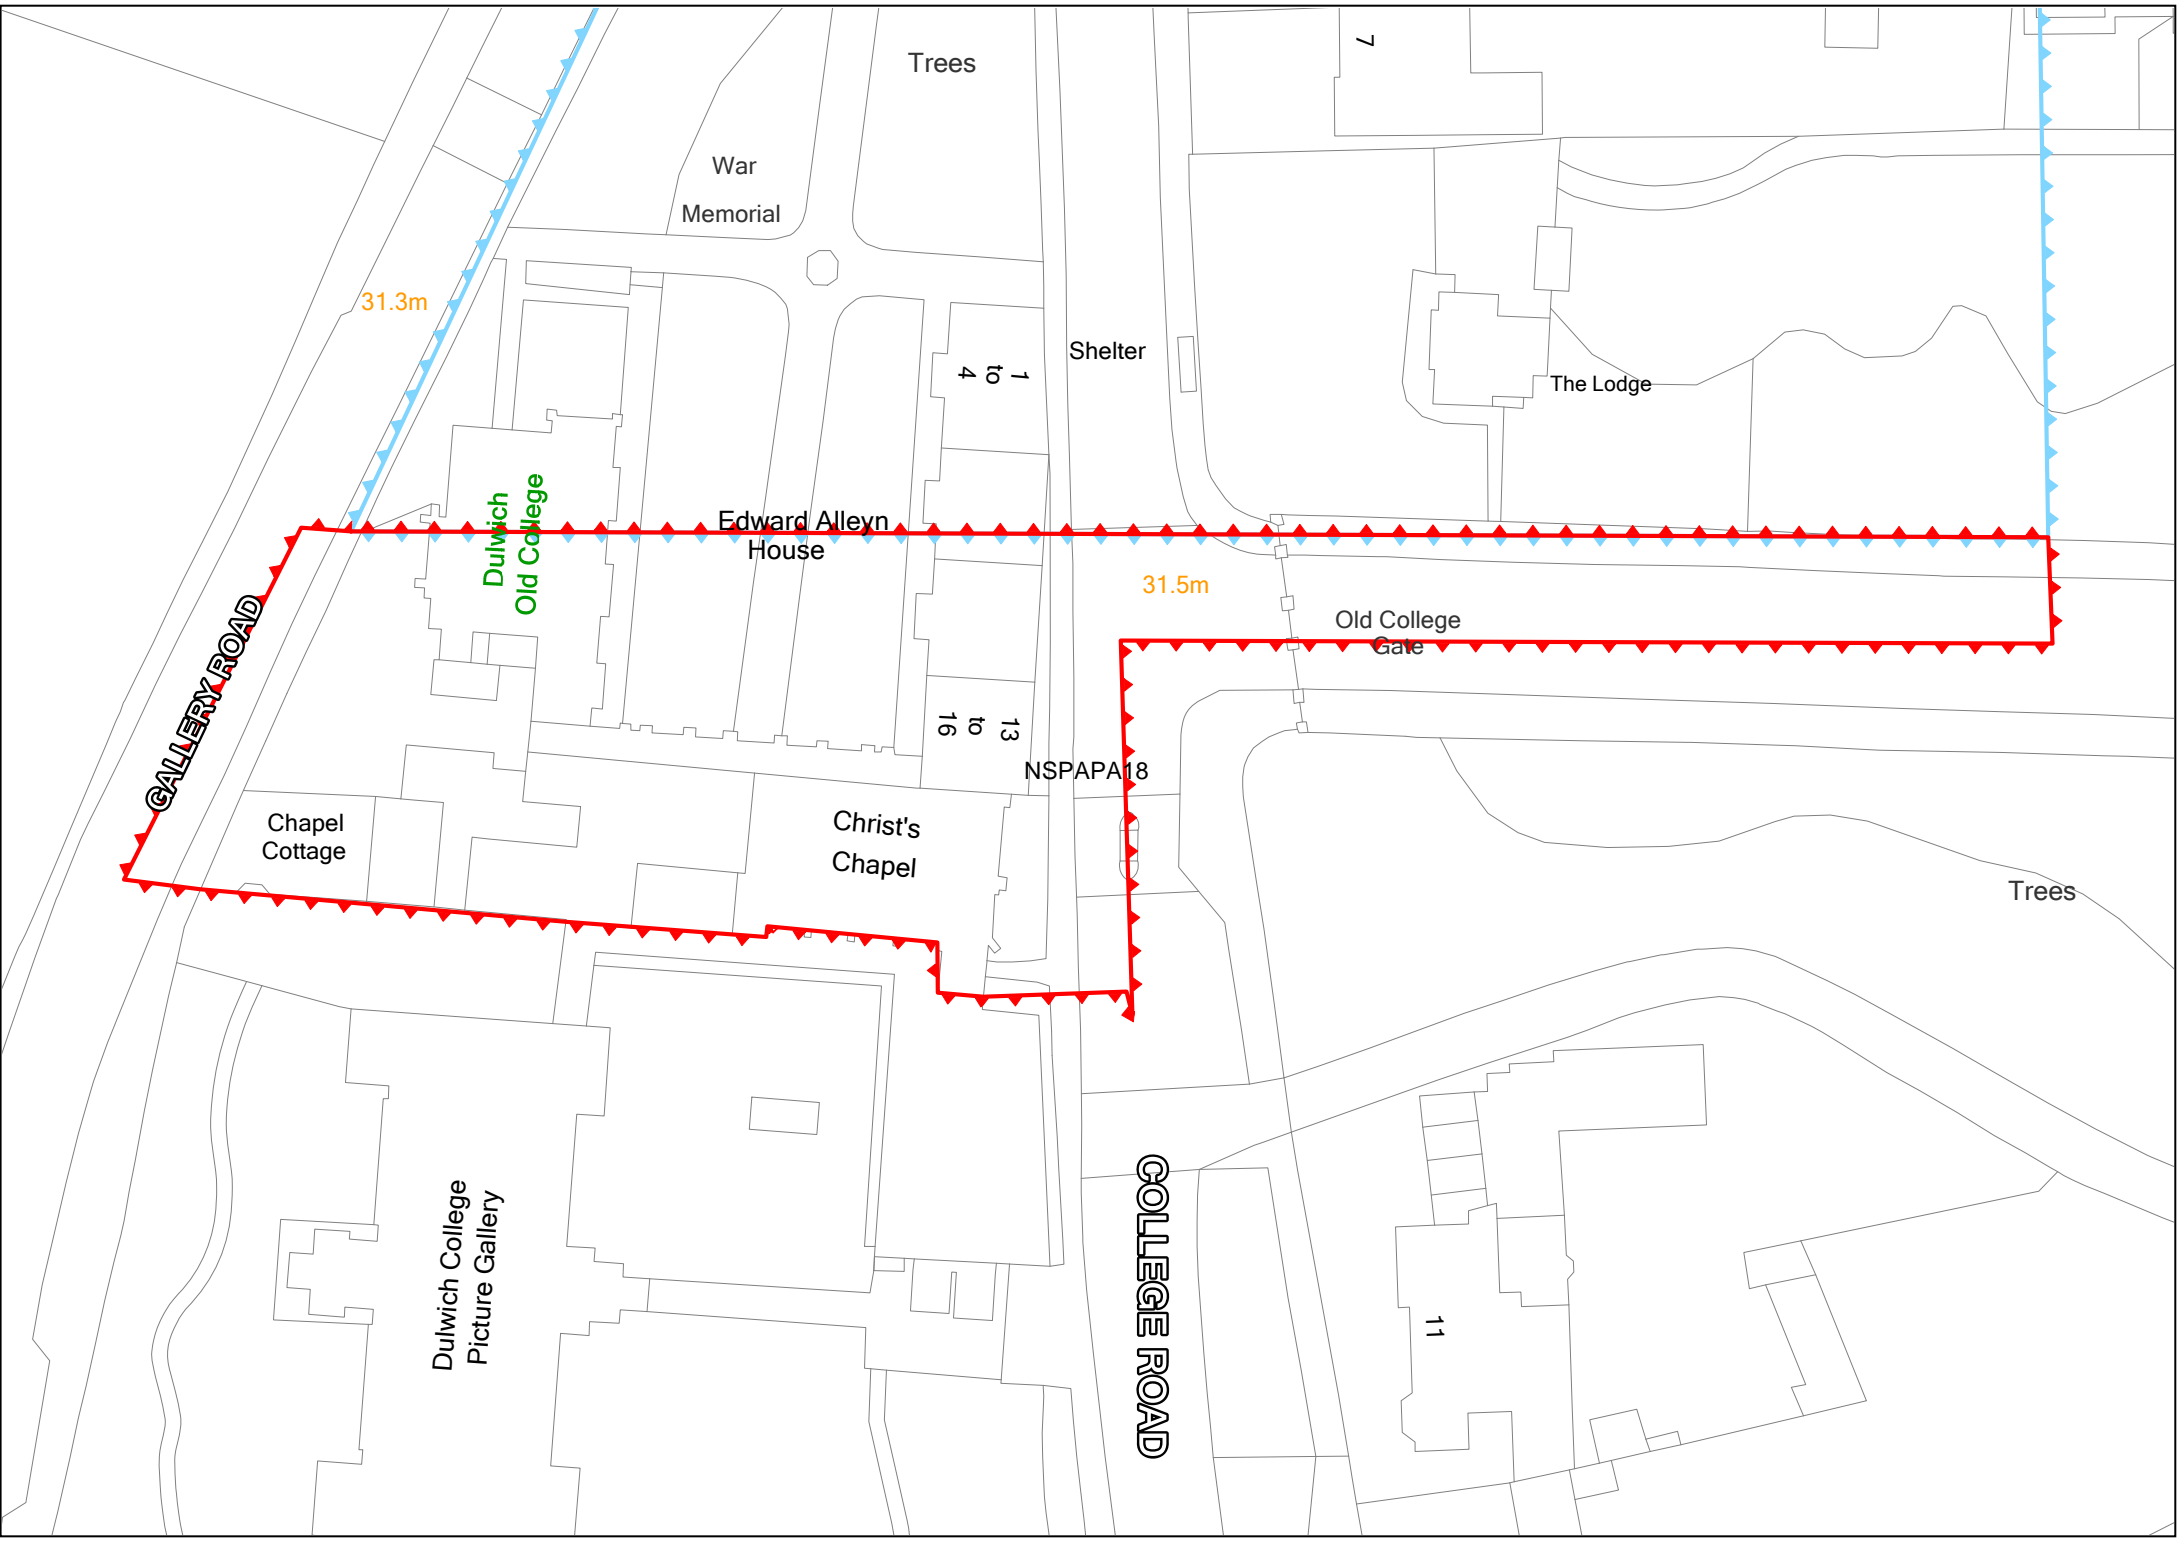 Trees
7
War
Memorial
31.3m
Shelter
1
to
4
The Lodge
Dulwich
Old College
Edward Alleyn
House
31.5m
Old College
Gate
GALLERY ROAD
13
to
16
NSPAPA18
Chapel
Cottage
Christ's
Chapel
Trees
Dulwich College
Picture Gallery
COLLEGE ROAD
11